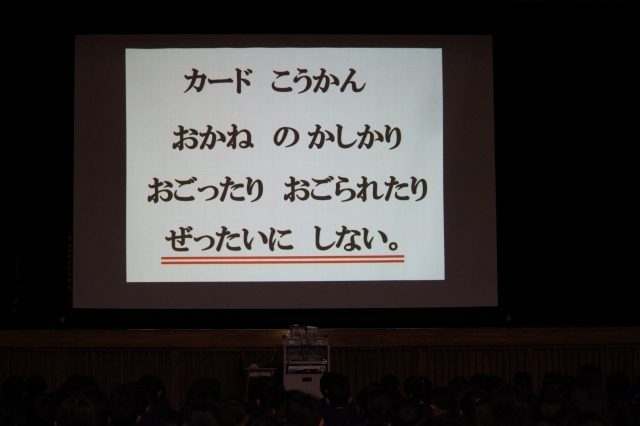 カード こうかん
おかね の かしかり
おごったり おごられたり
ぜったいに しない。